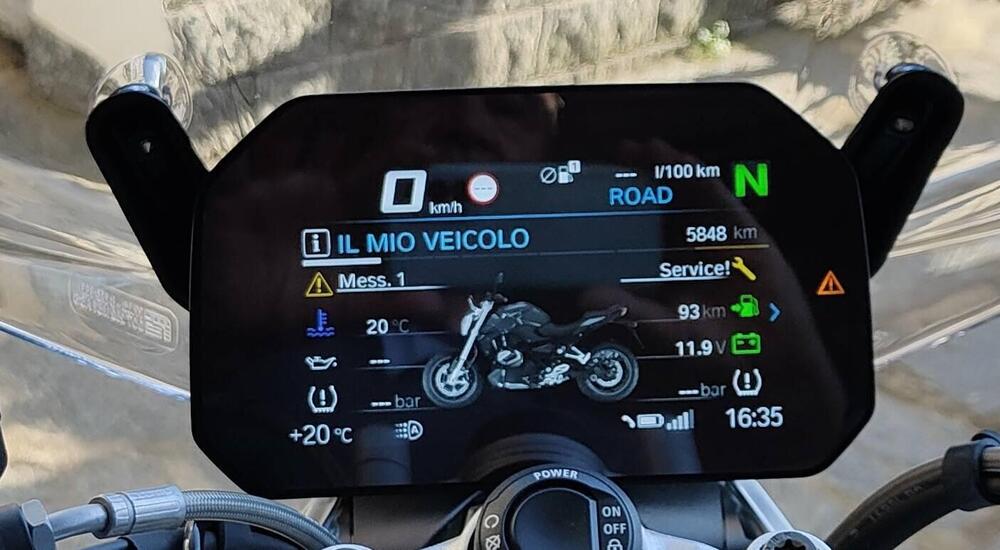 0 km/h --- 1 --- l/100 km N
ROAD
i IL MIO VEICOLO 5848 km
Mess. 1 Service!
20 °C 93 km
--- 11.9 V
--- bar --- bar
+20 °C A 16:35
POWER
ON
OFF